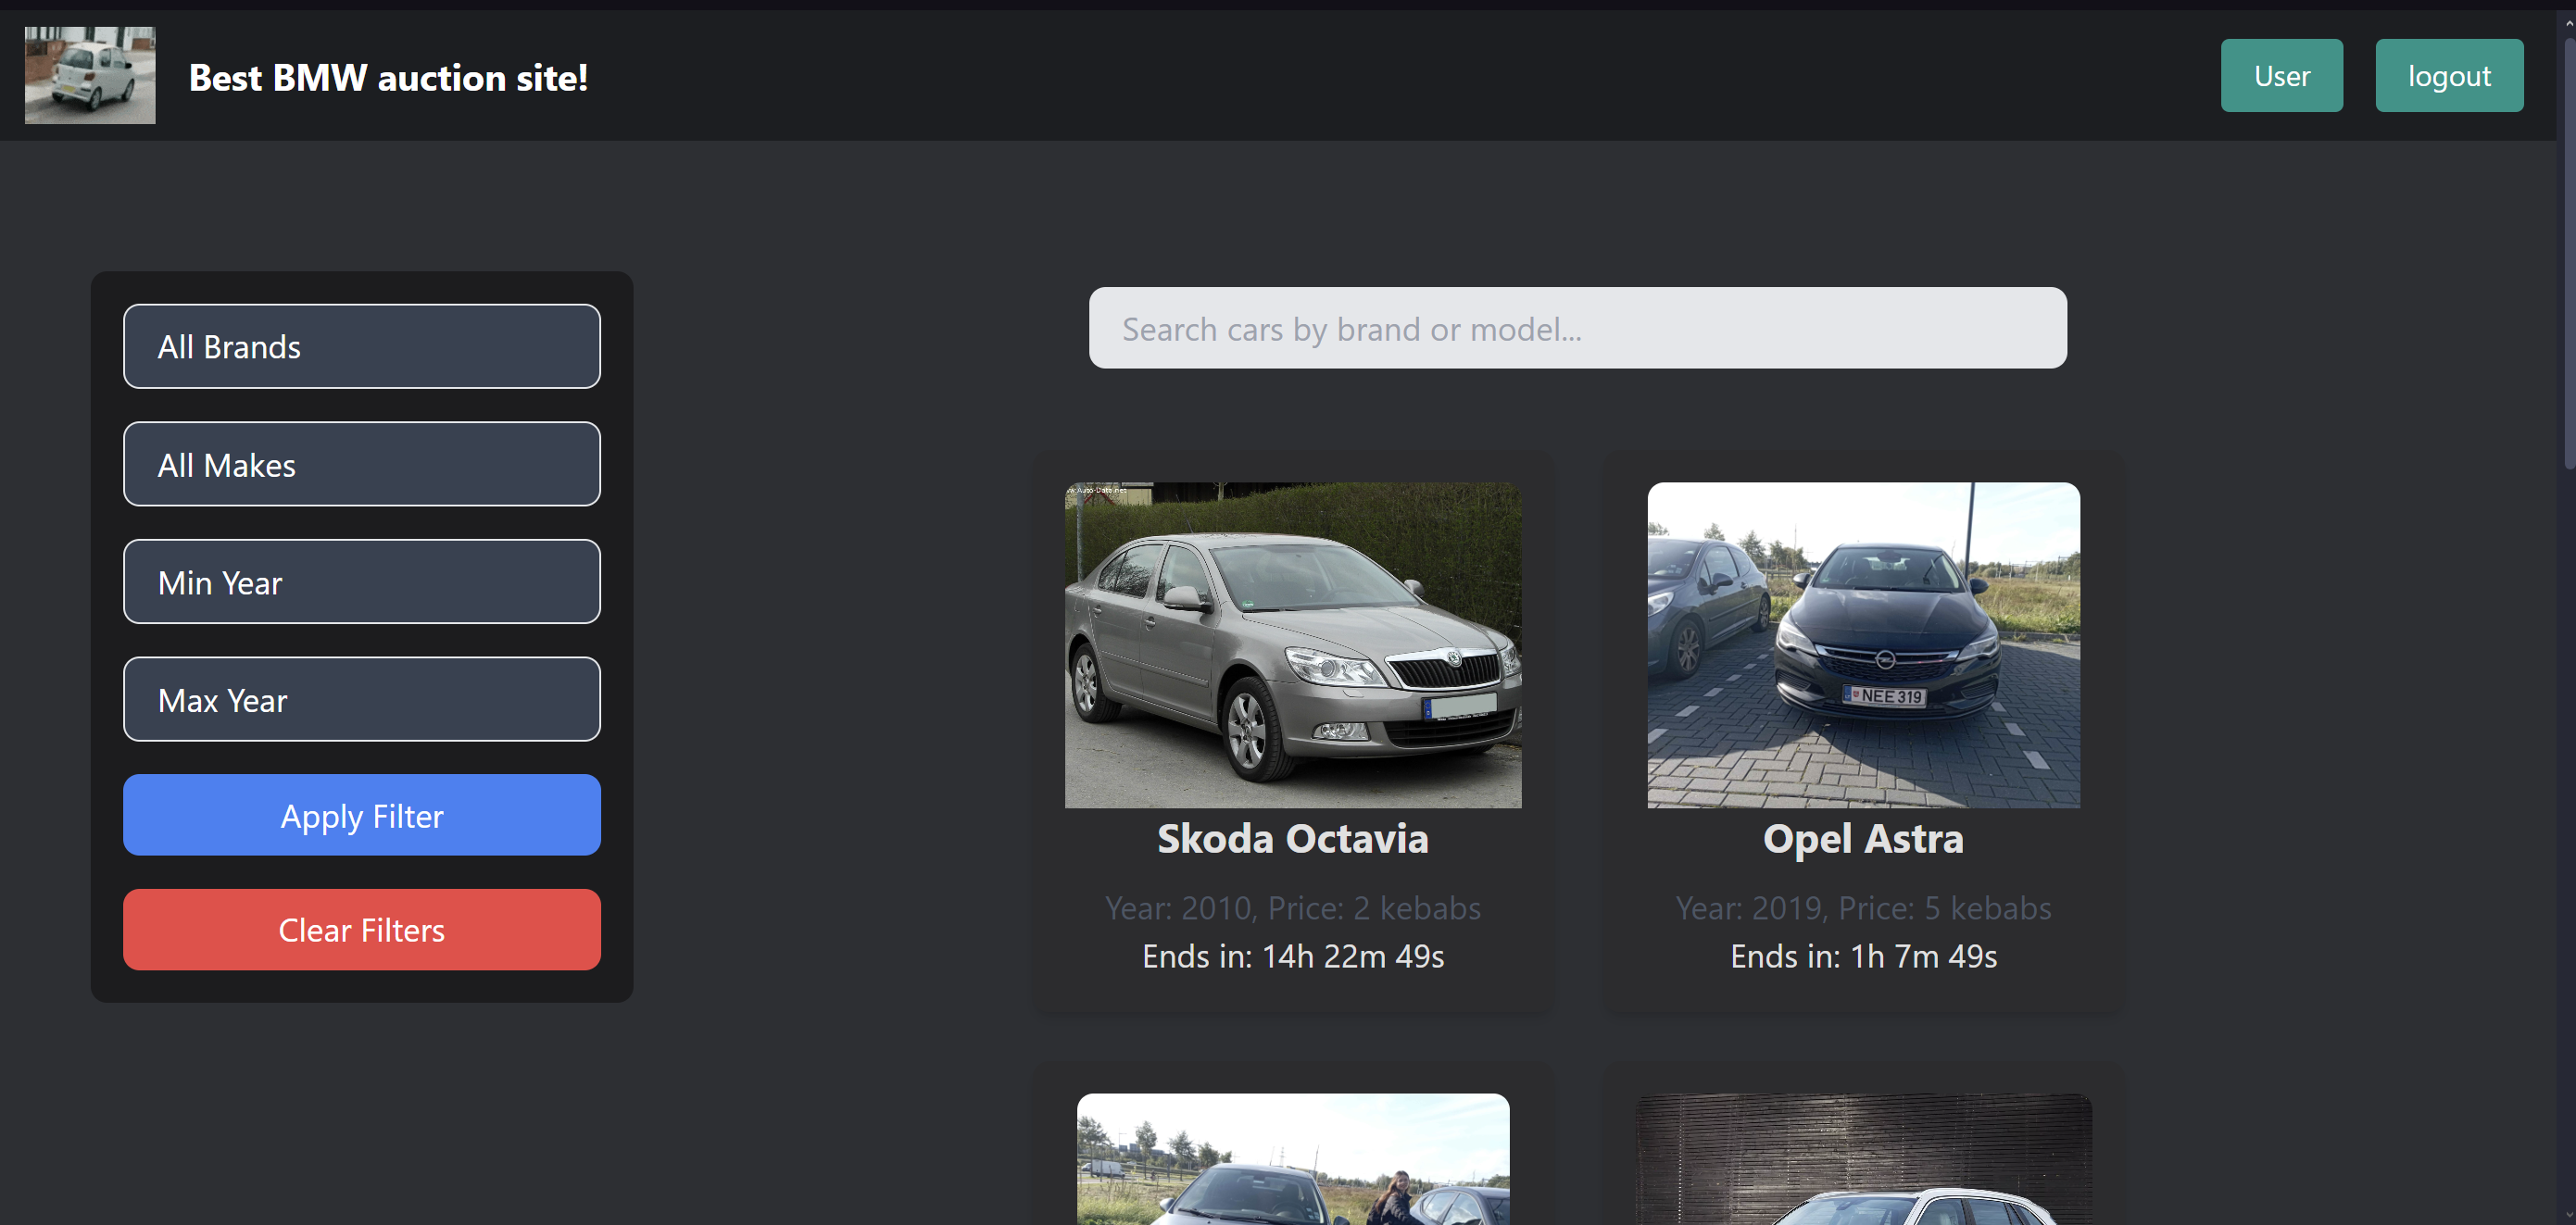 Best BMW auction site!
User
logout
All Brands
All Makes
Min Year
Max Year
Apply Filter
Clear Filters
Search cars by brand or model...
Skoda Octavia
Year: 2010, Price: 2 kebabs
Ends in: 14h 22m 49s
NEE 319
Opel Astra
Year: 2019, Price: 5 kebabs
Ends in: 1h 7m 49s